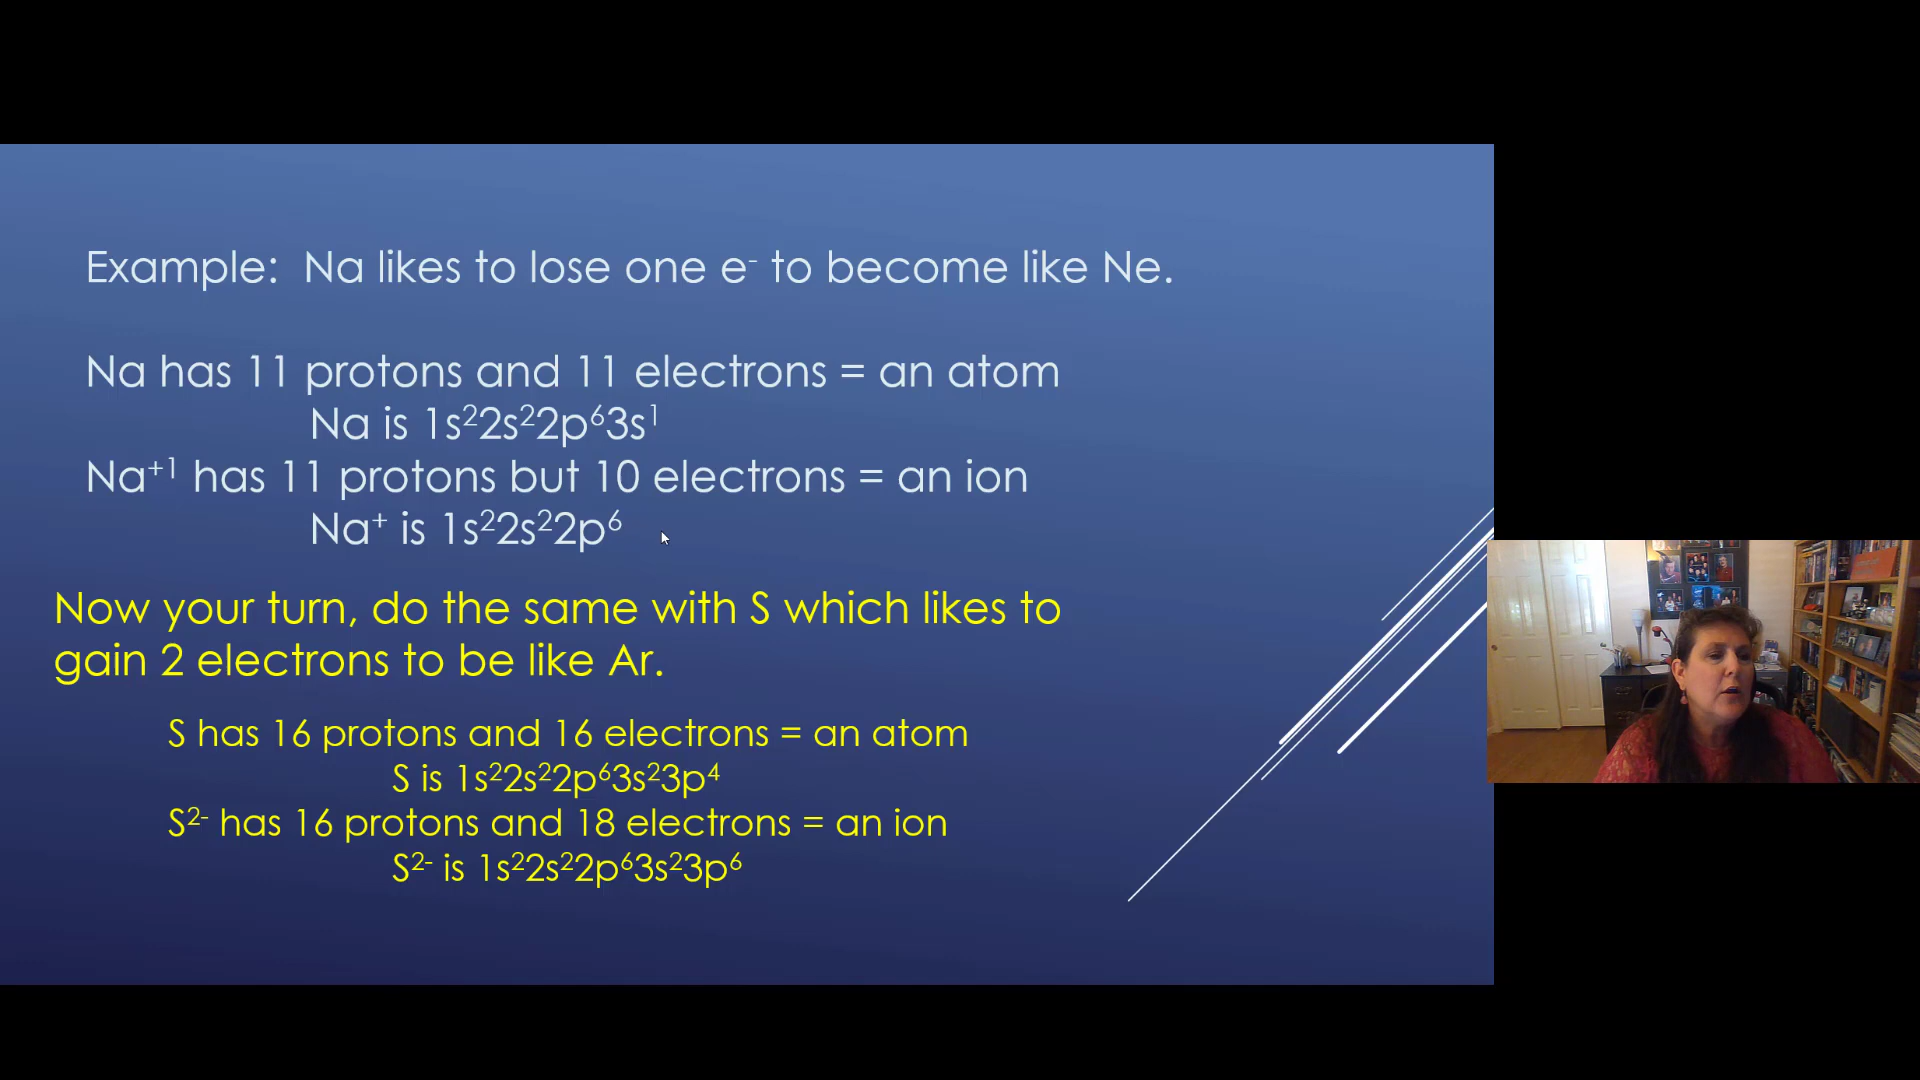 Example: Na likes to lose one e⁻ to become like Ne.
Na has 11 protons and 11 electrons = an atom
Na is 1s²2s²2p⁶3s¹
Na⁺¹ has 11 protons but 10 electrons = an ion
Na⁺ is 1s²2s²2p⁶
Now your turn, do the same with S which likes to
gain 2 electrons to be like Ar.
S has 16 protons and 16 electrons = an atom
S is 1s²2s²2p⁶3s²3p⁴
S²⁻ has 16 protons and 18 electrons = an ion
S²⁻ is 1s²2s²2p⁶3s²3p⁶